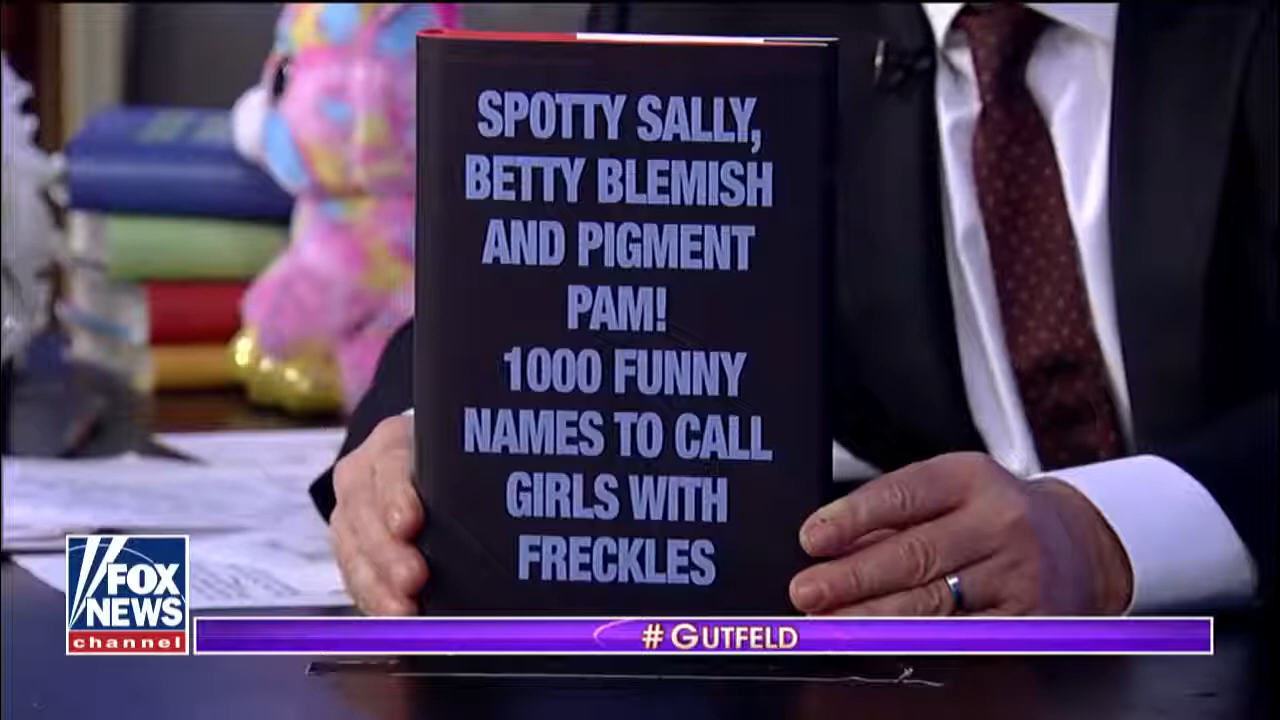 SPOTTY SALLY,
BETTY BLEMISH
AND PIGMENT
PAM!
1000 FUNNY
NAMES TO CALL
GIRLS WITH
FRECKLES
FOX
NEWS
channel
# GUTFELD